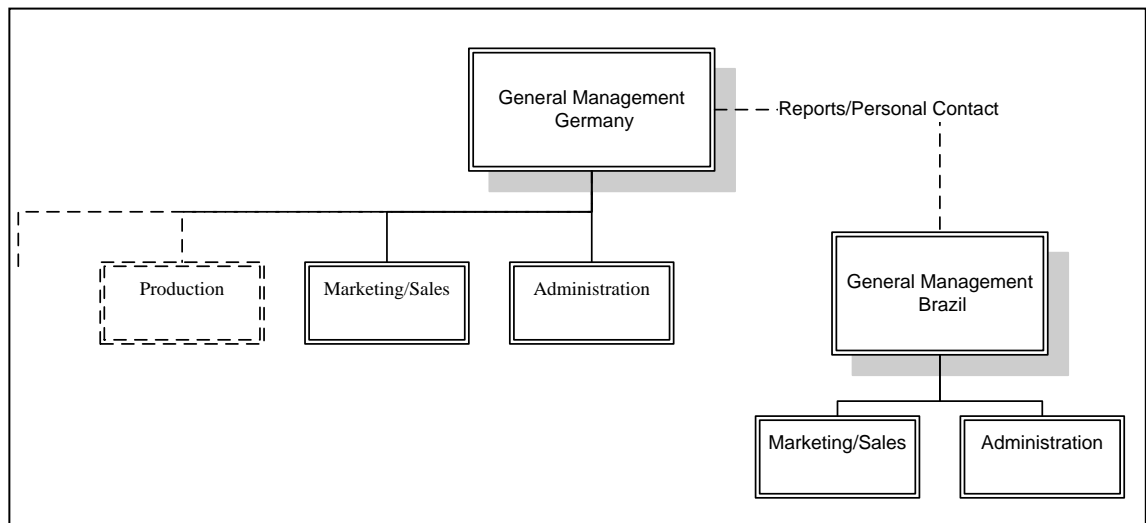 General Management
Germany
Reports/Personal Contact
Production
Marketing/Sales
Administration
General Management
Brazil
Marketing/Sales
Administration